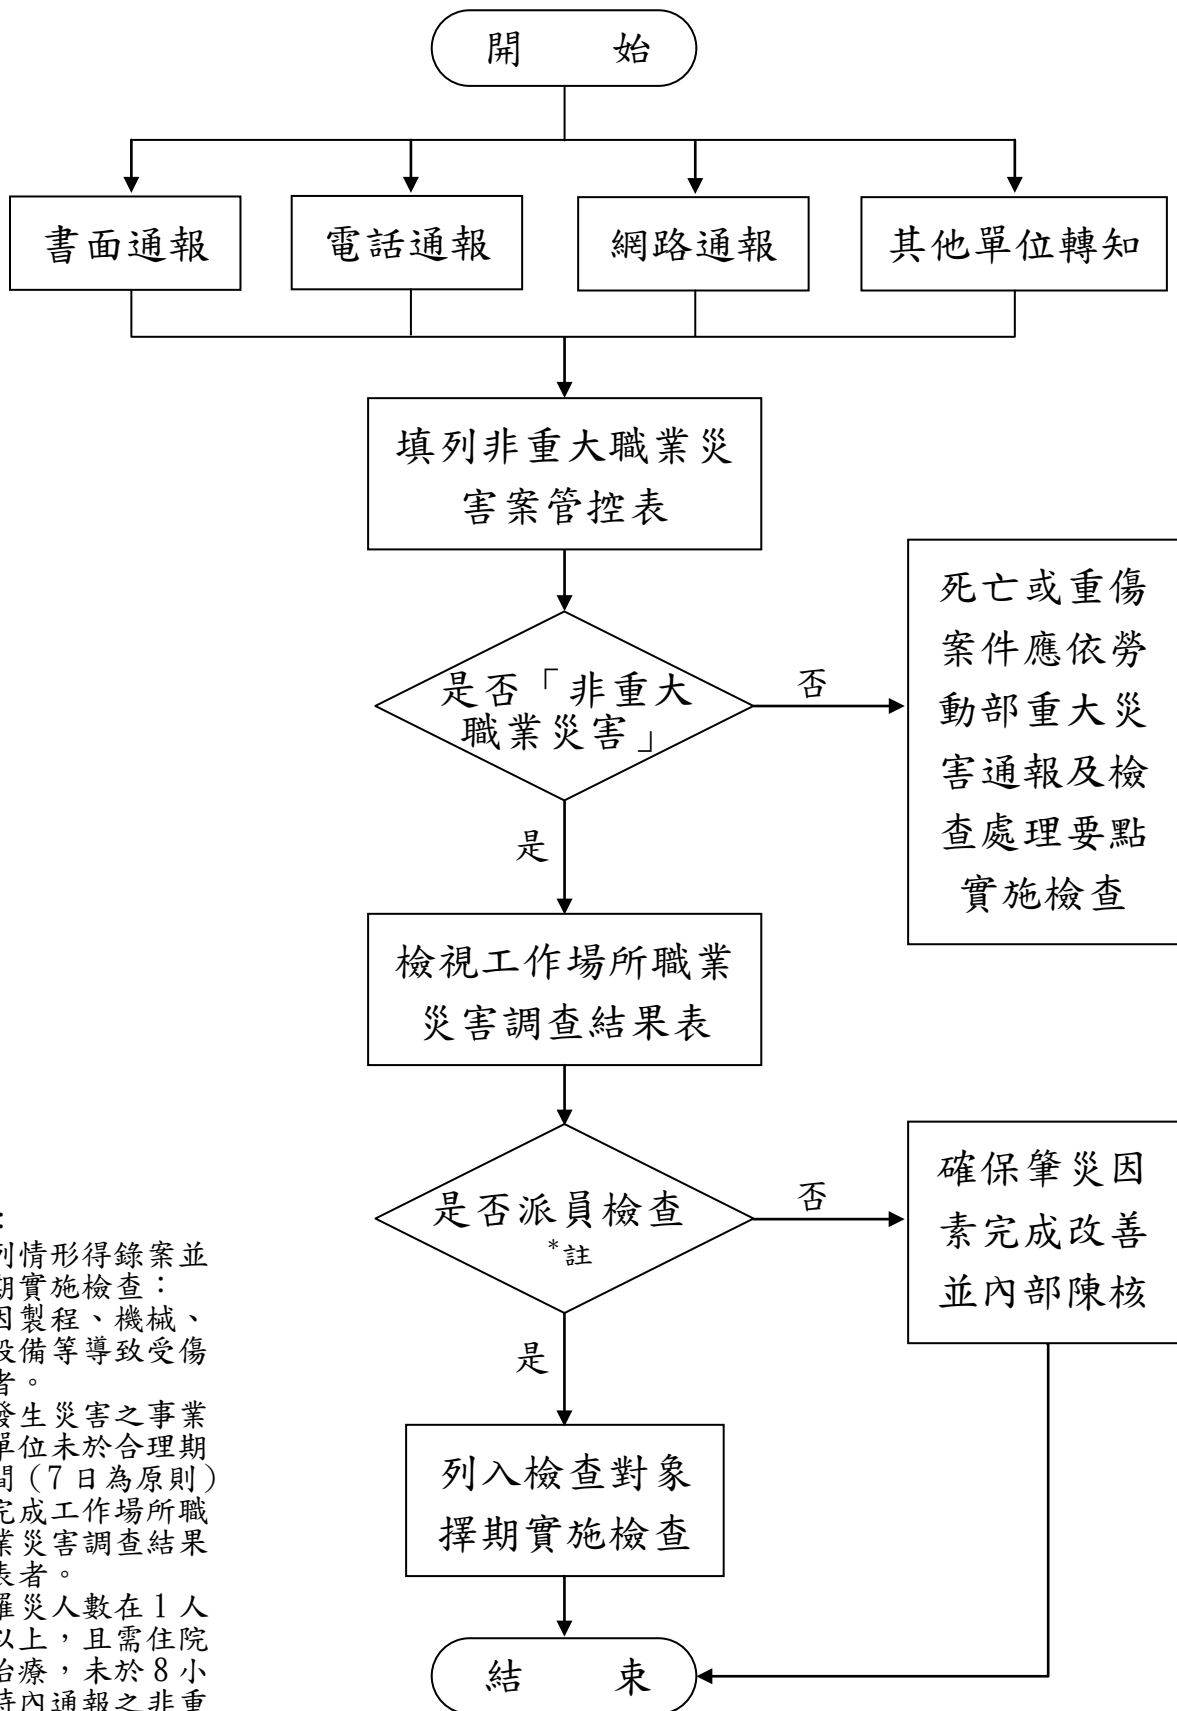 開 始
書面通報
電話通報
網路通報
其他單位轉知
填列非重大職業災
害案管控表
是否「非重大
職業災害」
否
死亡或重傷
案件應依勞
動部重大災
害通報及檢
查處理要點
實施檢查
是
檢視工作場所職業
災害調查結果表
是否派員檢查
*註
否
確保肇災因
素完成改善
並內部陳核
是
列入檢查對象
擇期實施檢查
結 束
：
列情形得錄案並
期實施檢查：
因製程、機械、
設備等導致受傷
者。
發生災害之事業
單位未於合理期
間（7日為原則）
完成工作場所職
業災害調查結果
表者。
罹災人數在1人
以上，且需住院
治療，未於8小
時內通報之非重